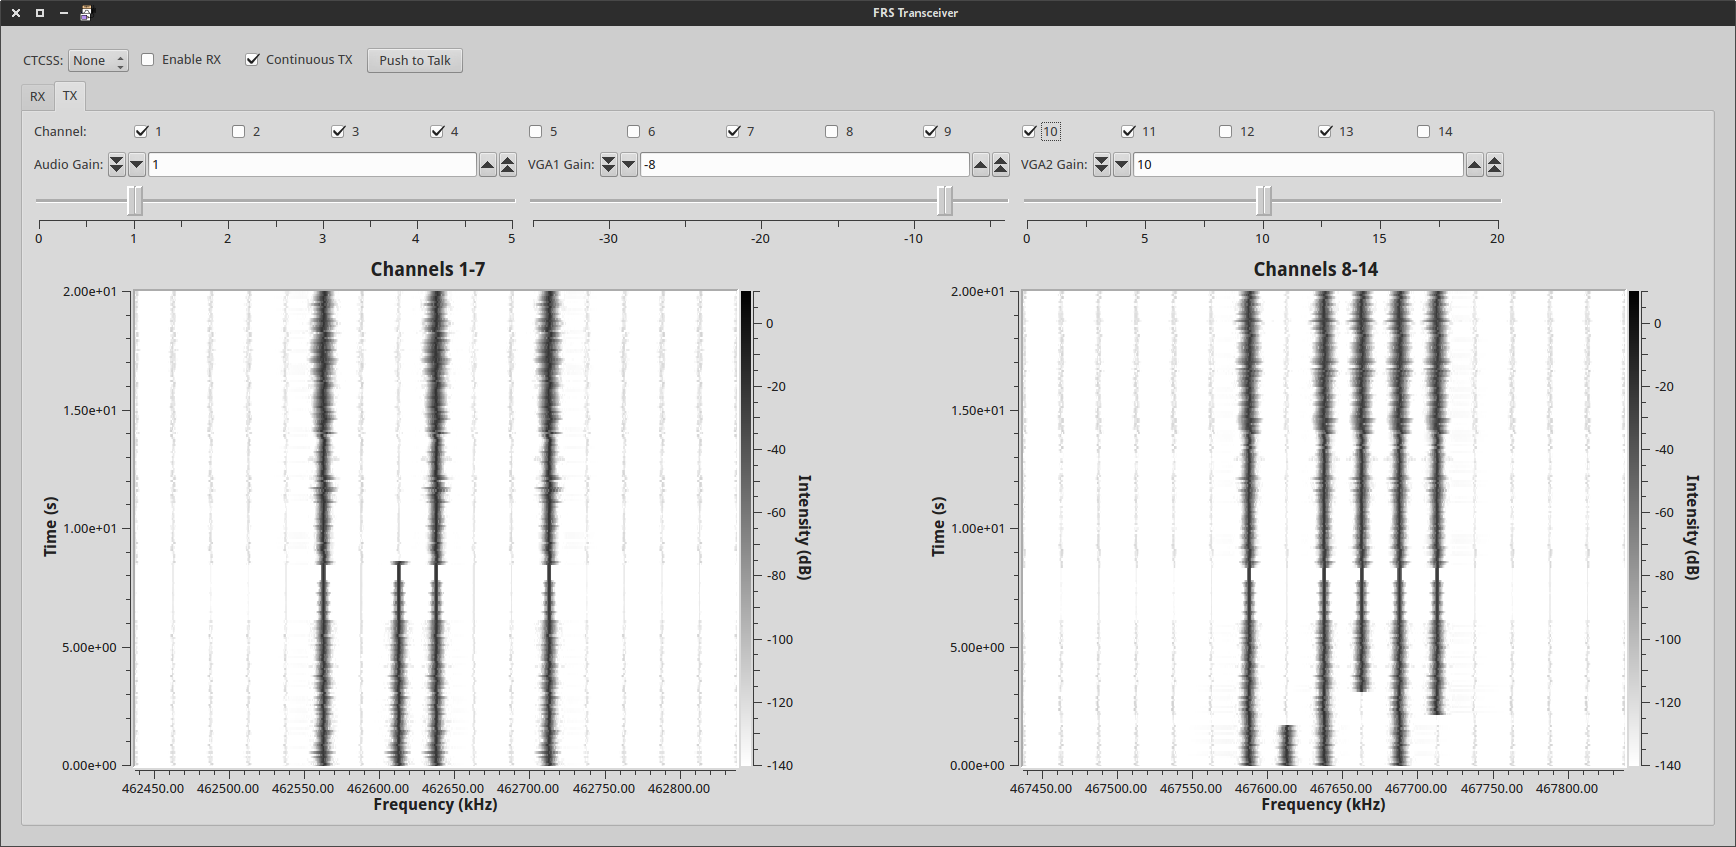 FRS Transceiver
CTCSS: None Enable RX Continuous TX Push to Talk
RX TX
Channel: 1 2 3 4 5 6 7 8 9 10 11 12 13 14
Audio Gain: 1 VGA1 Gain: -8 VGA2 Gain: 10
0 1 2 3 4 5 -30 -20 -10 0 5 10 15 20
Channels 1-7
2.00e+01
1.50e+01
1.00e+01
5.00e+00
0.00e+00
Time (s)
462450.00 462500.00 462550.00 462600.00 462650.00 462700.00 462750.00 462800.00
Frequency (kHz)
0
-20
-40
-60
-80
-100
-120
-140
Intensity (dB)
Channels 8-14
2.00e+01
1.50e+01
1.00e+01
5.00e+00
0.00e+00
Time (s)
467450.00 467500.00 467550.00 467600.00 467650.00 467700.00 467750.00 467800.00
Frequency (kHz)
0
-20
-40
-60
-80
-100
-120
-140
Intensity (dB)